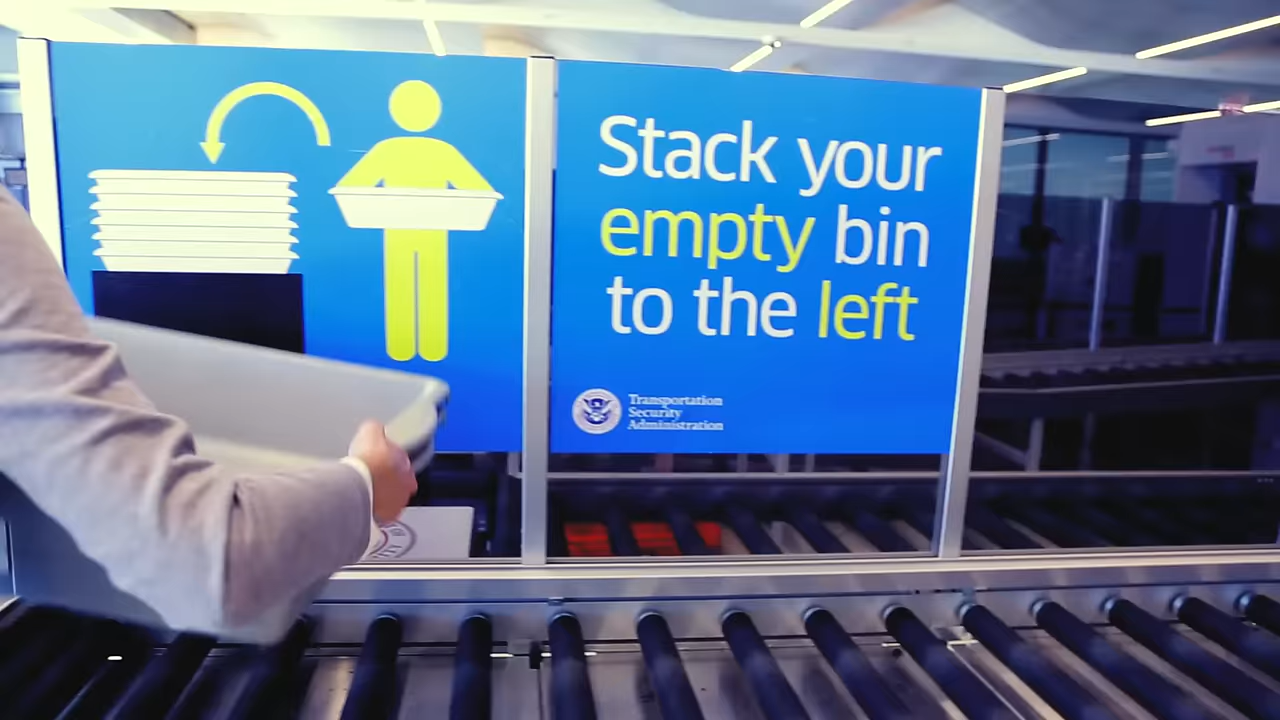 Stack your
empty bin
to the left
Transportation
Security
Administration